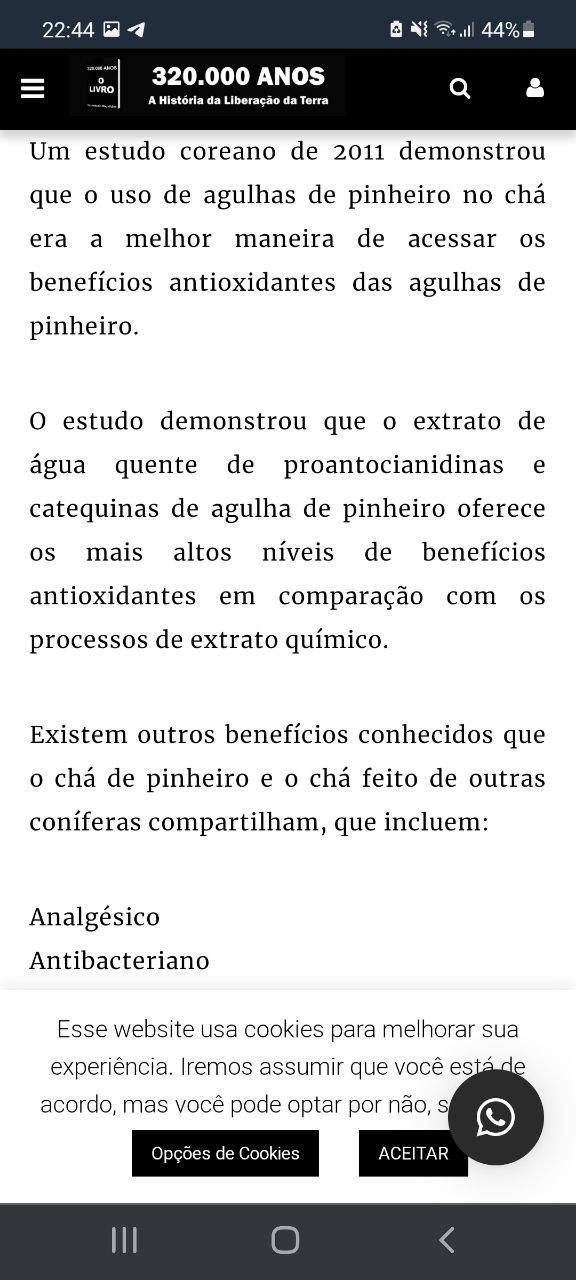 22:44 44%
320.000 ANOS
O
LIVRO
320.000 ANOS
A História da Liberação da Terra
Um estudo coreano de 2011 demonstrou
que o uso de agulhas de pinheiro no chá
era a melhor maneira de acessar os
benefícios antioxidantes das agulhas de
pinheiro.
O estudo demonstrou que o extrato de
água quente de proantocianidinas e
catequinas de agulha de pinheiro oferece
os mais altos níveis de benefícios
antioxidantes em comparação com os
processos de extrato químico.
Existem outros benefícios conhecidos que
o chá de pinheiro e o chá feito de outras
coníferas compartilham, que incluem:
Analgésico
Antibacteriano
Esse website usa cookies para melhorar sua
experiência. Iremos assumir que você está de
acordo, mas você pode optar por não, s
Opções de Cookies
ACEITAR